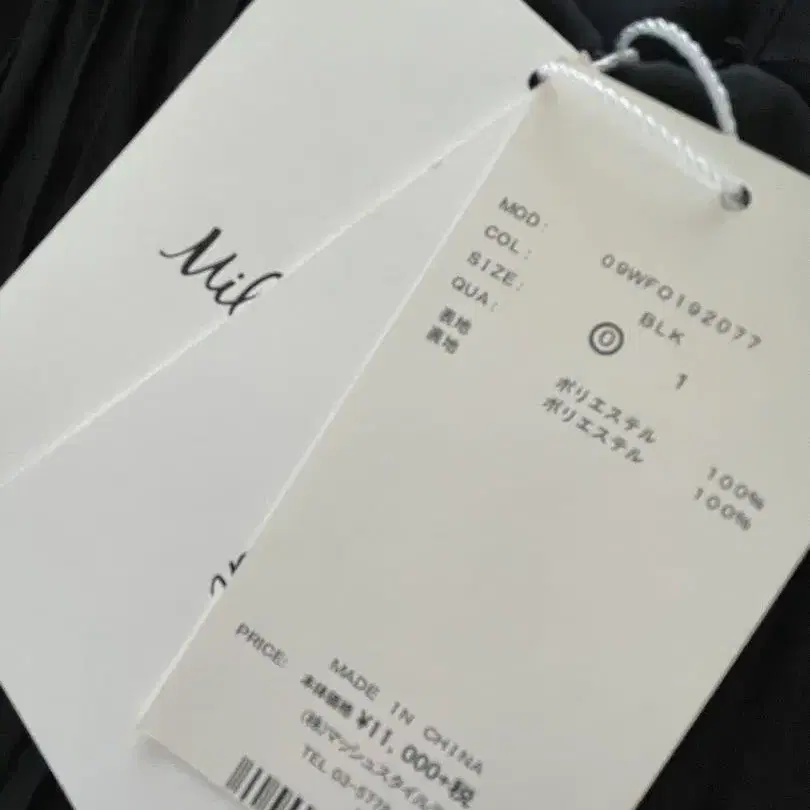 Mil
MOD: 09WFO192077
COL: BLK
SIZE: 0 1
QUA:
表地 ポリエステル 100%
裏地 ポリエステル 100%
MADE IN CHINA
PRICE: 本体価格 ¥11,000+税
(株)マッシュスタイル
TEL 03-5778